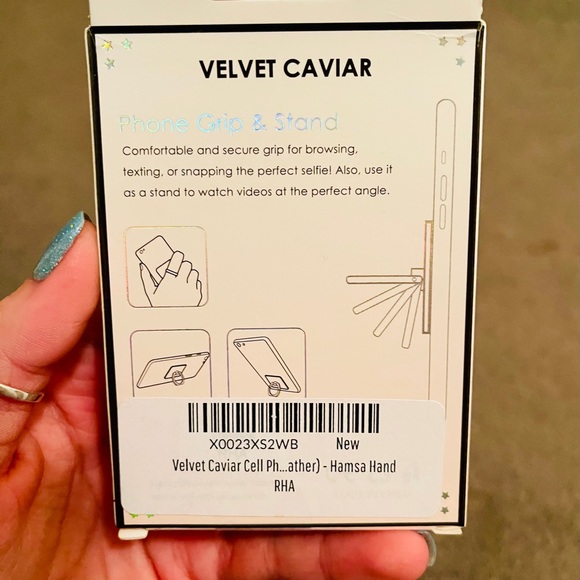 VELVET CAVIAR
Phone Grip & Stand
Comfortable and secure grip for browsing,
texting, or snapping the perfect selfie! Also, use it
as a stand to watch videos at the perfect angle.
X0023XS2WB New
Velvet Caviar Cell Ph...ather) - Hamsa Hand
RHA